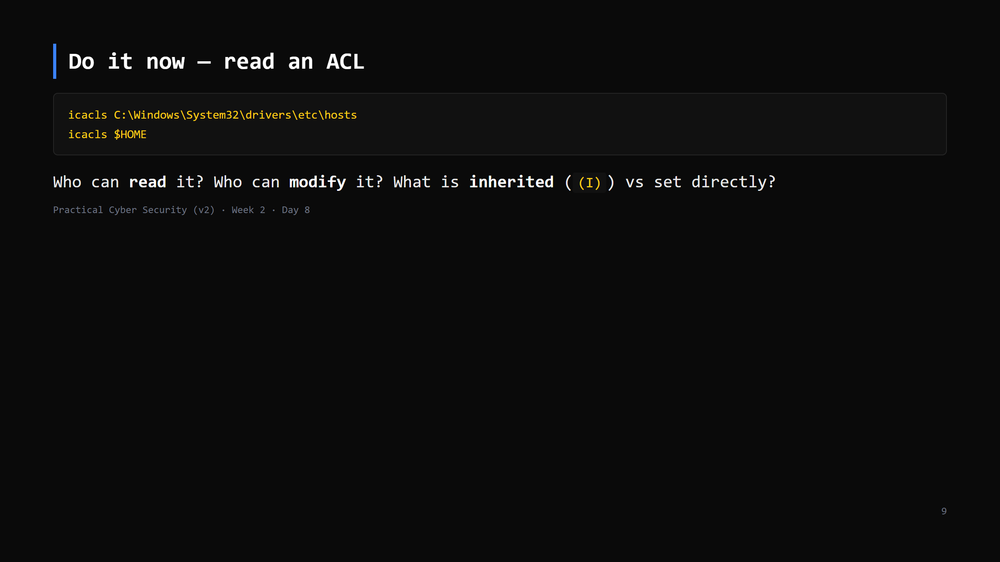 Do it now — read an ACL
icacls C:\Windows\System32\drivers\etc\hosts
icacls $HOME
Who can read it? Who can modify it? What is inherited ((I)) vs set directly?
Practical Cyber Security (v2) · Week 2 · Day 8
9